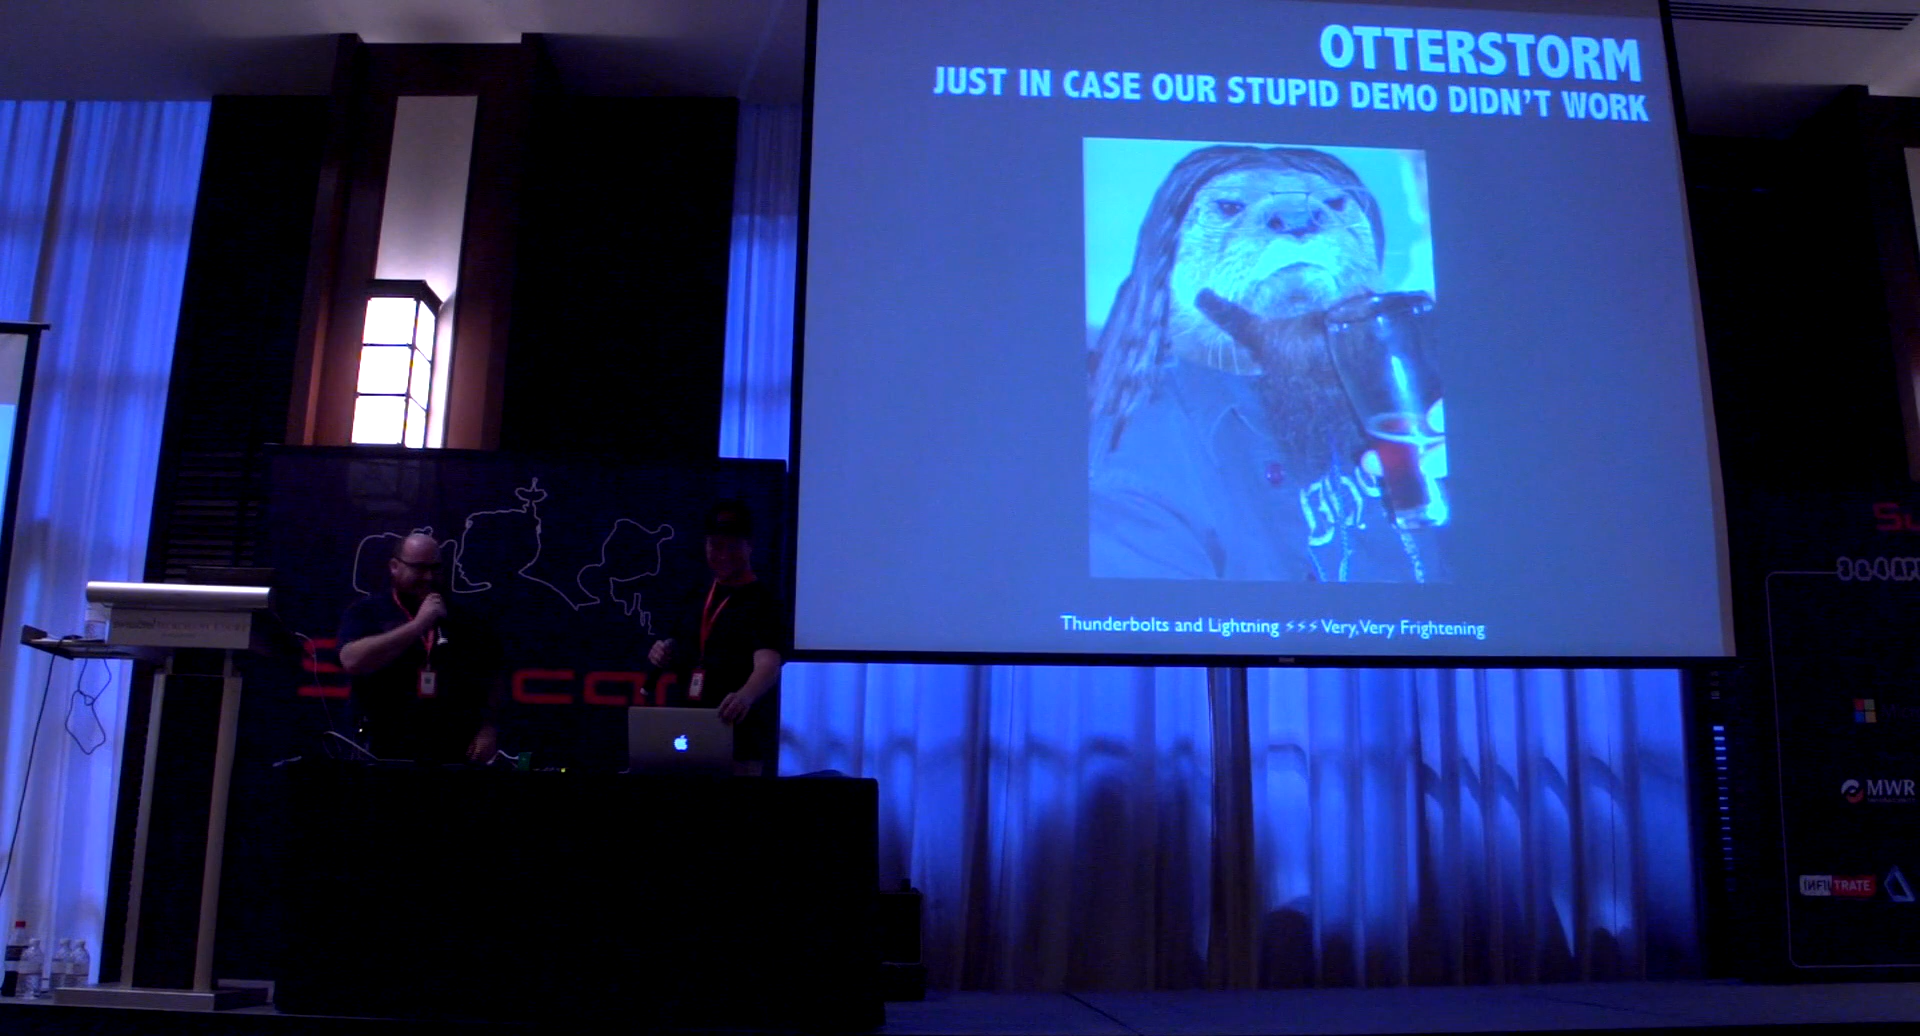 OTTERSTORM
JUST IN CASE OUR STUPID DEMO DIDN'T WORK
Thunderbolts and Lightning ⚡⚡⚡ Very, Very Frightening
MWR
INFILTRATE